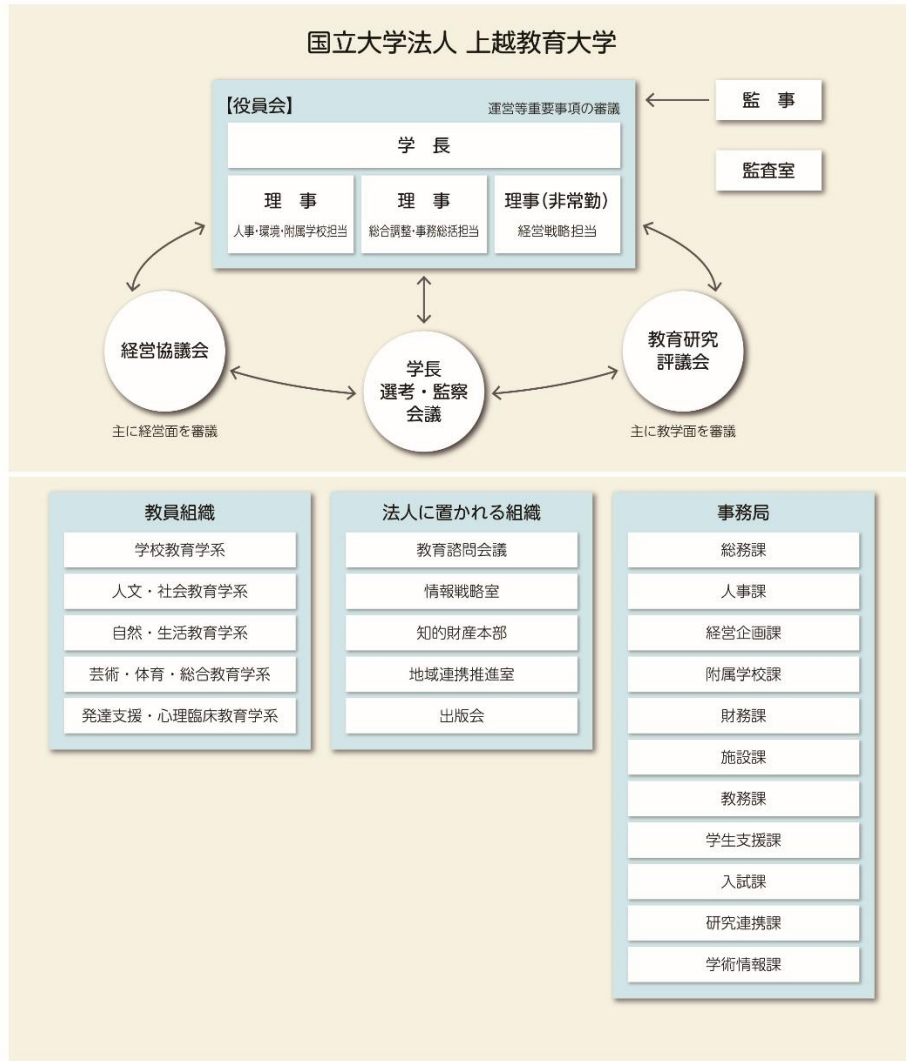 国立大学法人 上越教育大学
【役員会】
運営等重要事項の審議
学 長
理 事
人事・環境・附属学校担当
理 事
総合調整・事務総括担当
理事(非常勤)
経営戦略担当
監 事
監査室
経営協議会
主に経営面を審議
学長
選考・監察
会議
教育研究
評議会
主に教学面を審議
教員組織
学校教育学系
人文・社会教育学系
自然・生活教育学系
芸術・体育・総合教育学系
発達支援・心理臨床教育学系
法人に置かれる組織
教育諮問会議
情報戦略室
知的財産本部
地域連携推進室
出版会
事務局
総務課
人事課
経営企画課
附属学校課
財務課
施設課
教務課
学生支援課
入試課
研究連携課
学術情報課